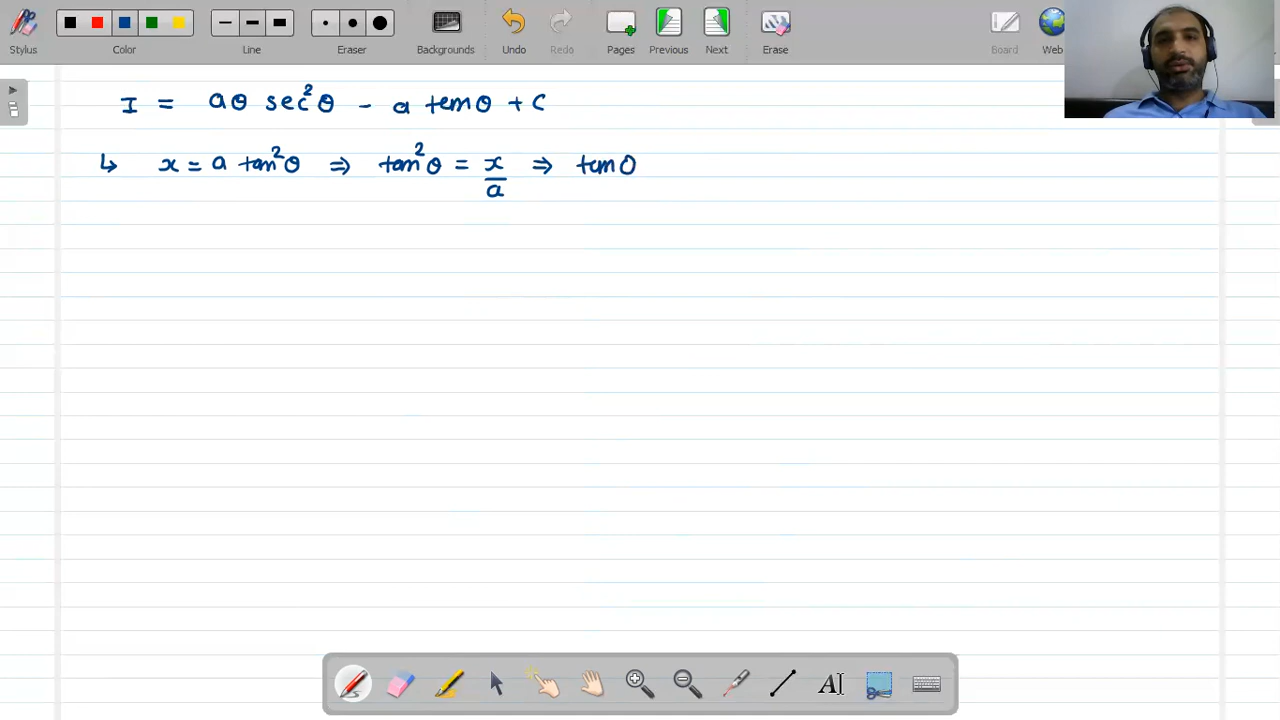 Stylus
Color
Line
Eraser
Backgrounds
Undo
Redo
Pages
Previous
Next
Erase
Board
Web
I = aθ sec²θ - a tanθ + C
↳ x = a tan²θ ⇒ tan²θ = x/a ⇒ tanθ